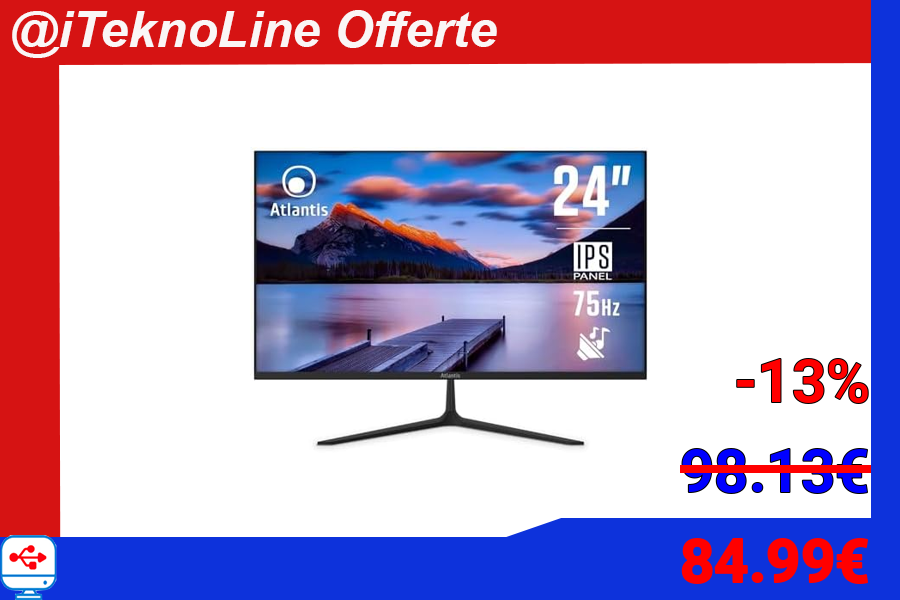 @iTeknoLine Offerte
Atlantis
24"
IPS
PANEL
75Hz
Atlantis
-13%
98.13€
84.99€